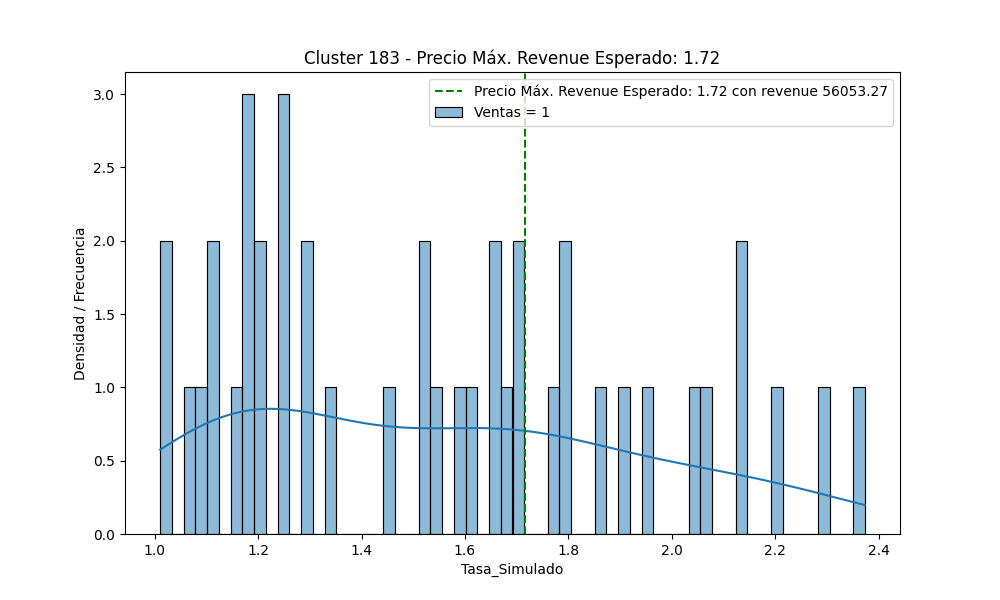 Cluster 183 - Precio Máx. Revenue Esperado: 1.72
Precio Máx. Revenue Esperado: 1.72 con revenue 56053.27
Ventas = 1
Densidad / Frecuencia
3.0
2.5
2.0
1.5
1.0
0.5
0.0
1.0 1.2 1.4 1.6 1.8 2.0 2.2 2.4
Tasa_Simulado